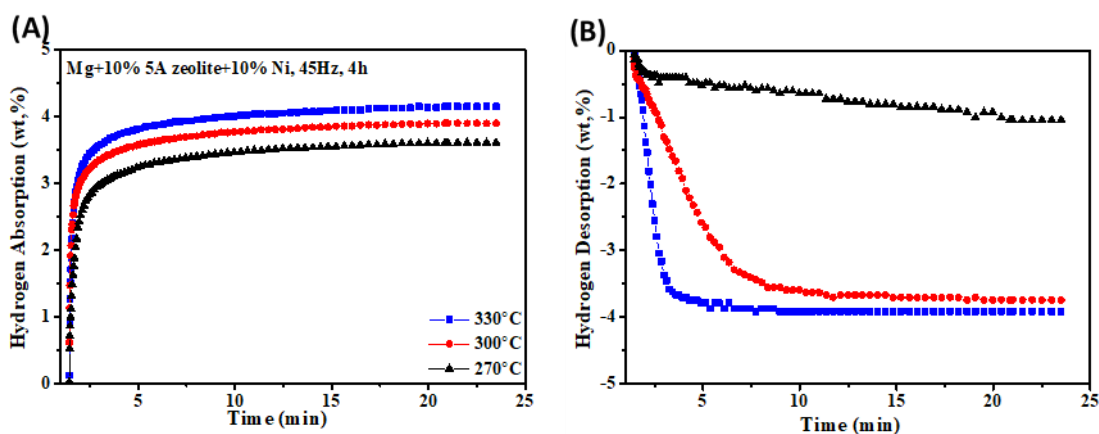 (A)
Hydrogen Absorption (wt,%)
5
4
3
2
1
0
Mg+10% 5A zeolite+10% Ni, 45Hz, 4h
330°C
300°C
270°C
5 10 15 20 25
Time (min)
(B)
Hydrogen Desorption (wt,%)
0
-1
-2
-3
-4
-5
5 10 15 20 25
Time (min)